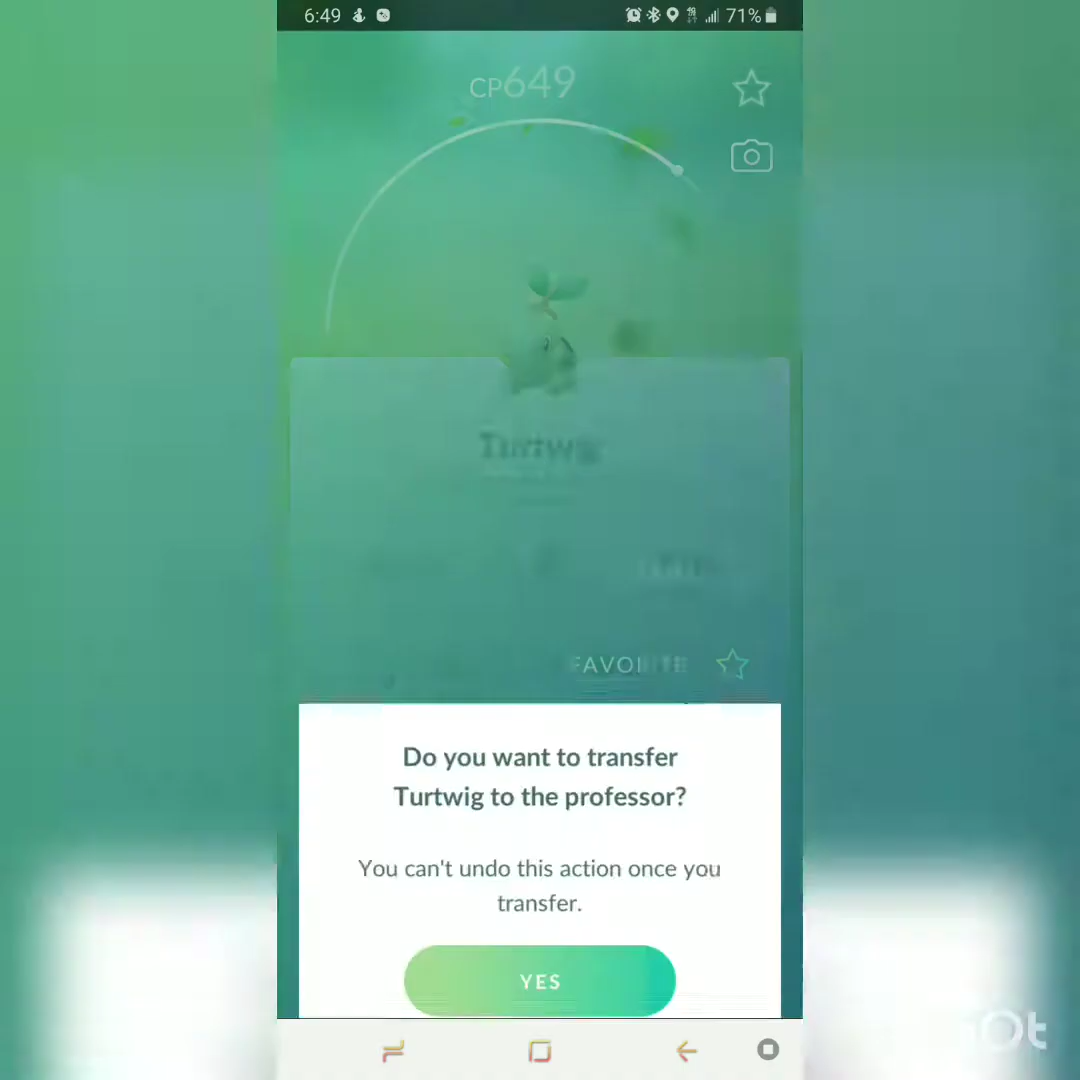 6:49
71%
CP649
Turtwig
FAVORITE
Do you want to transfer
Turtwig to the professor?
You can't undo this action once you
transfer.
YES